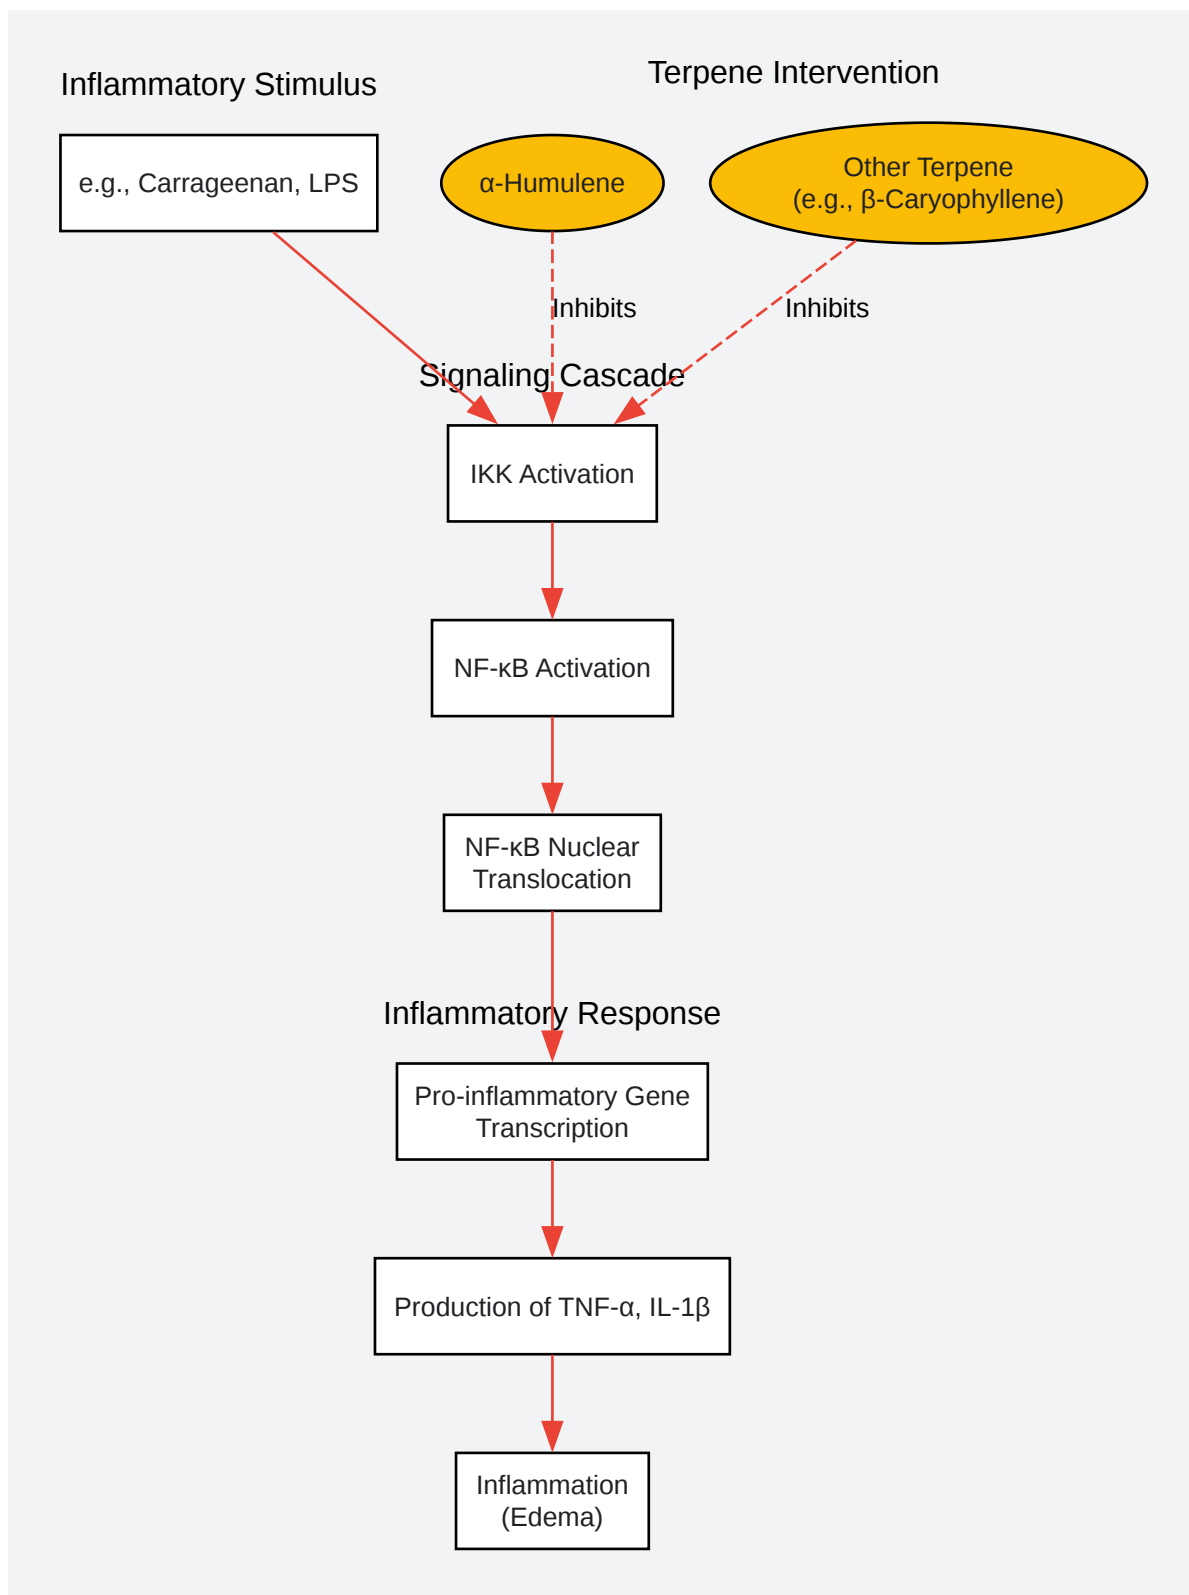 Inflammatory Stimulus
Terpene Intervention
e.g., Carrageenan, LPS
α-Humulene
Other Terpene
(e.g., β-Caryophyllene)
Inhibits
Inhibits
Signaling Cascade
IKK Activation
NF-κB Activation
NF-κB Nuclear
Translocation
Inflammatory Response
Pro-inflammatory Gene
Transcription
Production of TNF-α, IL-1β
Inflammation
(Edema)